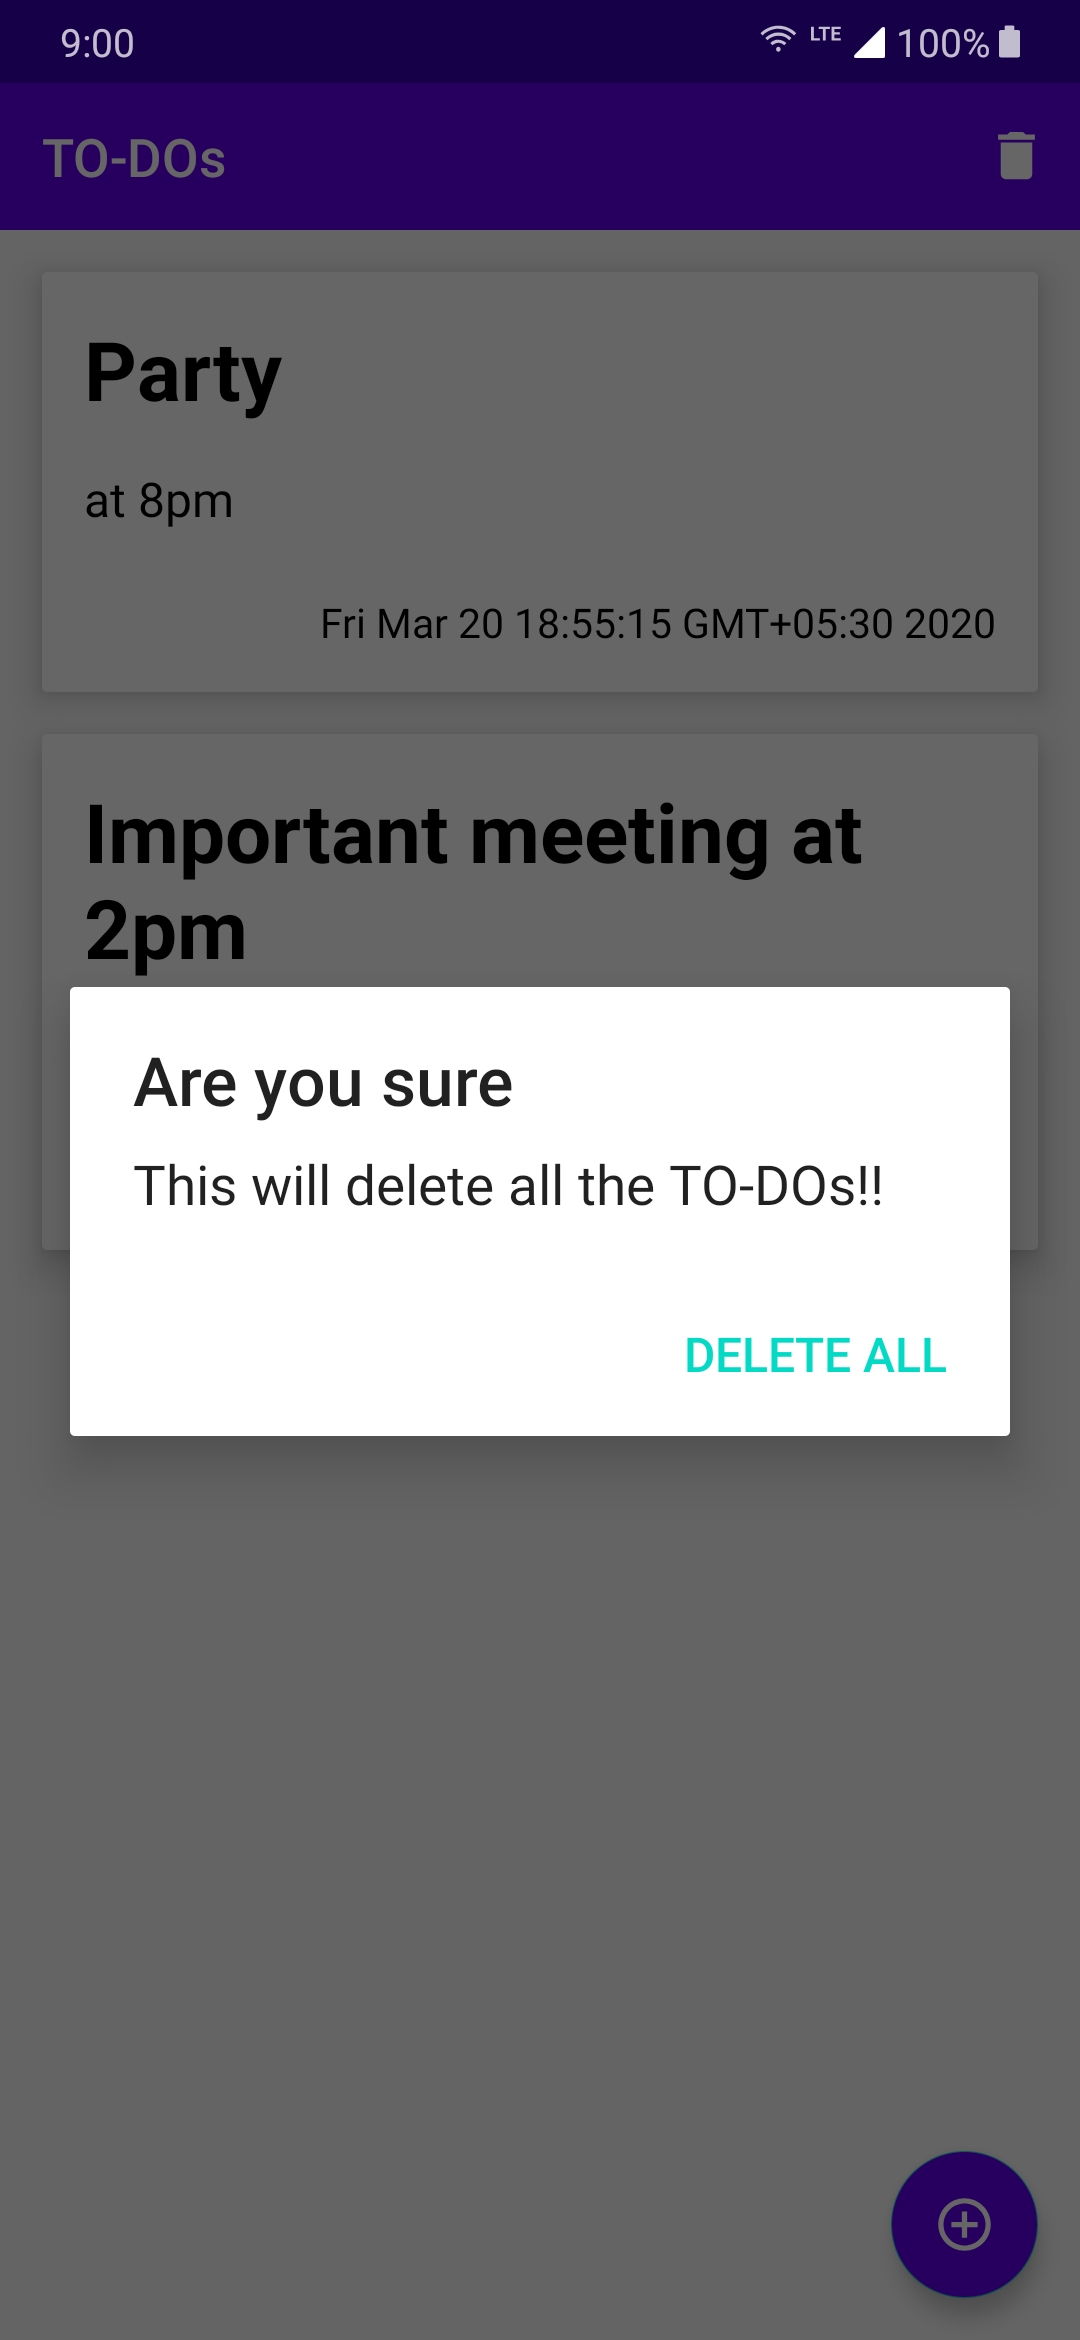 9:00 LTE 100%
TO-DOs
Party
at 8pm
Fri Mar 20 18:55:15 GMT+05:30 2020
Important meeting at
2pm
Are you sure
This will delete all the TO-DOs!!
DELETE ALL